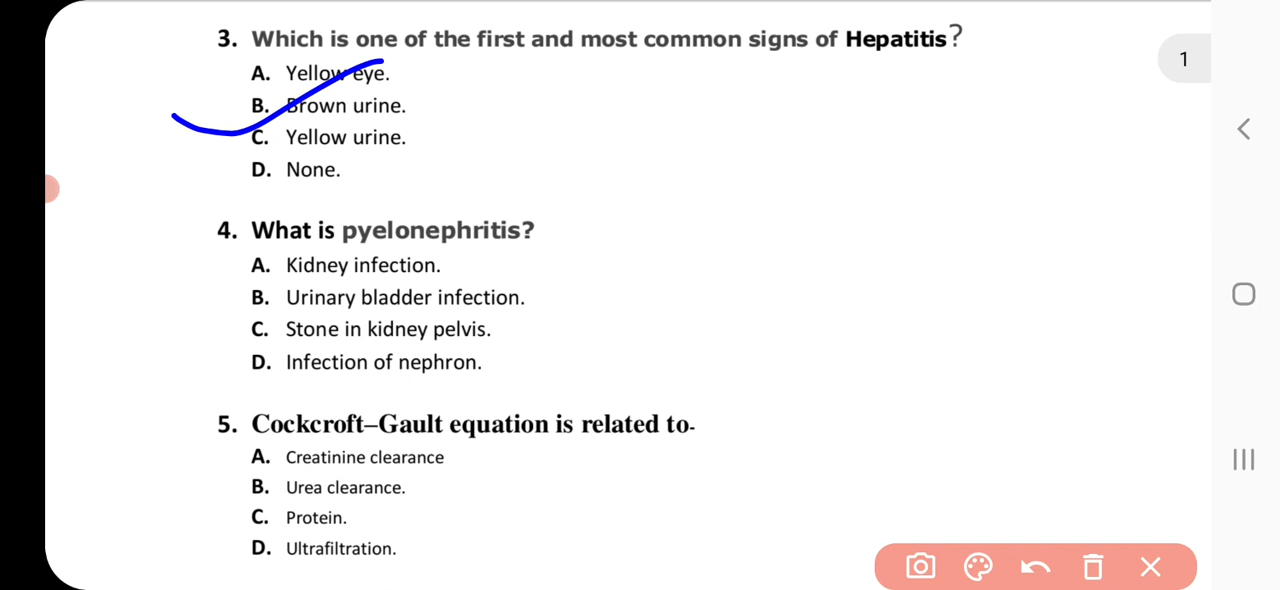 3. Which is one of the first and most common signs of Hepatitis?
A. Yellow eye.
B. Brown urine.
C. Yellow urine.
D. None.
4. What is pyelonephritis?
A. Kidney infection.
B. Urinary bladder infection.
C. Stone in kidney pelvis.
D. Infection of nephron.
5. Cockcroft–Gault equation is related to-
A. Creatinine clearance
B. Urea clearance.
C. Protein.
D. Ultrafiltration.
1